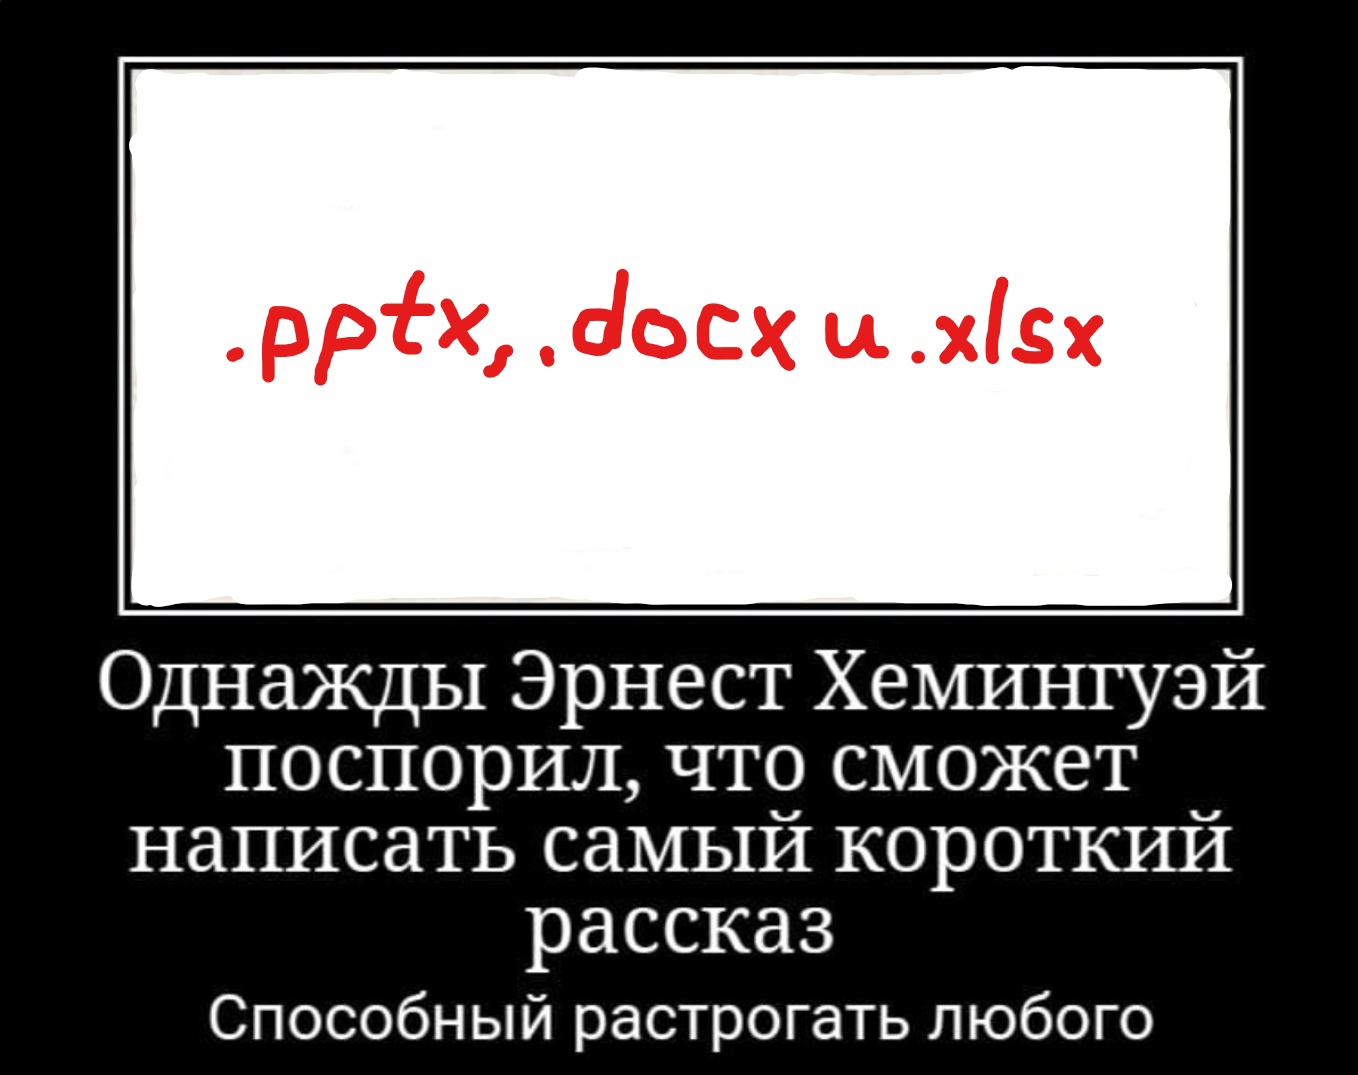 .pptx, .docx и .xlsx
Однажды Эрнест Хемингуэй
поспорил, что сможет
написать самый короткий
рассказ
Способный растрогать любого